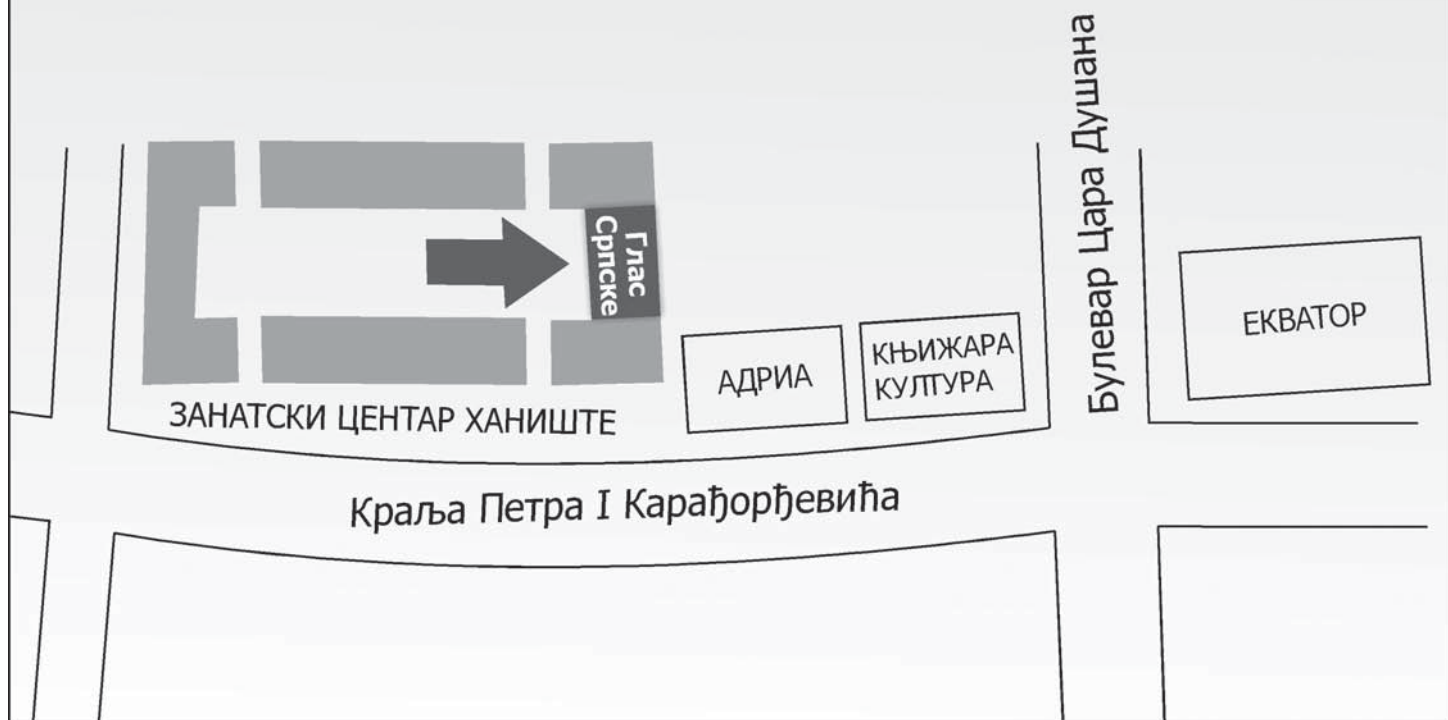 Булевар Цара Душана
Глас
Српске
ЕКВАТОР
АДРИА
КЊИЖАРА
КУЛТУРА
ЗАНАТСКИ ЦЕНТАР ХАНИШТЕ
Краља Петра I Карађорђевића